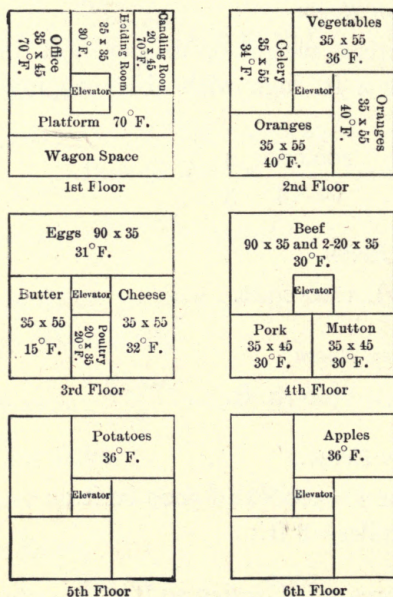 Office
35 x 45
70°F.
Holding Room
25 x 35
30°F.
Candling Room
20 x 45
70°F.
Elevator
Platform 70°F.
Wagon Space
1st Floor
Vegetables
35 x 55
36°F.
Celery
35 x 55
34°F.
Elevator
Oranges
35 x 55
40°F.
Oranges
35 x 55
40°F.
2nd Floor
Eggs 90 x 35
31°F.
Butter
35 x 55
15°F.
Elevator
Poultry
20 x 35
20°F.
Cheese
35 x 55
32°F.
3rd Floor
Beef
90 x 35 and 2-20 x 35
30°F.
Elevator
Pork
35 x 45
30°F.
Mutton
35 x 45
30°F.
4th Floor
Potatoes
36°F.
Elevator
5th Floor
Apples
36°F.
Elevator
6th Floor